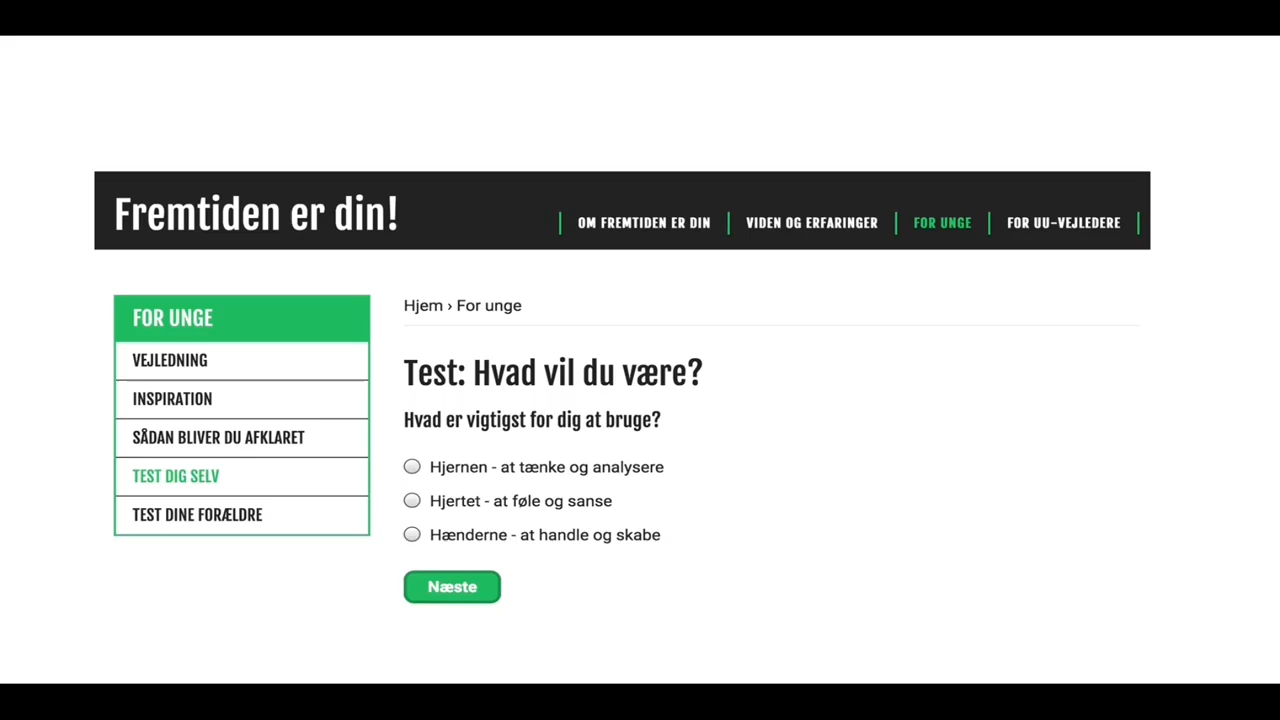 Fremtiden er din!
OM FREMTIDEN ER DIN
VIDEN OG ERFARINGER
FOR UNGE
FOR UU-VEJLEDERE
FOR UNGE
VEJLEDNING
INSPIRATION
SÅDAN BLIVER DU AFKLARET
TEST DIG SELV
TEST DINE FORÆLDRE
Hjem › For unge
Test: Hvad vil du være?
Hvad er vigtigst for dig at bruge?
Hjernen - at tænke og analysere
Hjertet - at føle og sanse
Hænderne - at handle og skabe
Næste